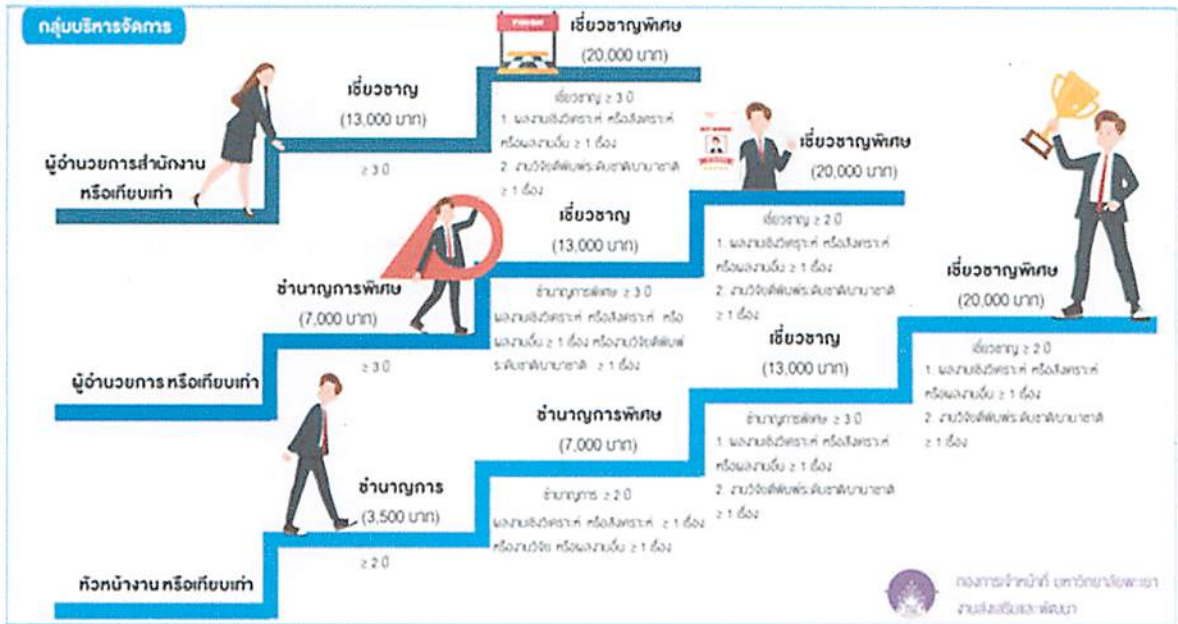 กลุ่มบริหารจัดการ
ผู้อำนวยการสำนักงาน
หรือเทียบเท่า
เชี่ยวชาญ
(13,000 บาท)
≥ 3 ปี
FINISH
เชี่ยวชาญพิเศษ
(20,000 บาท)
เชี่ยวชาญ ≥ 3 ปี
1. ผลงานเชิงวิเคราะห์ หรือสังเคราะห์
หรือผลงานอื่น ≥ 1 เรื่อง
2. งานวิจัยตีพิมพ์ระดับชาติ/นานาชาติ
≥ 1 เรื่อง
ผู้อำนวยการ หรือเทียบเท่า
ชำนาญการพิเศษ
(7,000 บาท)
≥ 3 ปี
เชี่ยวชาญ
(13,000 บาท)
ชำนาญการพิเศษ ≥ 3 ปี
ผลงานเชิงวิเคราะห์ หรือสังเคราะห์ หรือ
ผลงานอื่น ≥ 1 เรื่อง หรืองานวิจัยตีพิมพ์
ระดับชาติ/นานาชาติ ≥ 1 เรื่อง
เชี่ยวชาญพิเศษ
(20,000 บาท)
เชี่ยวชาญ ≥ 2 ปี
1. ผลงานเชิงวิเคราะห์ หรือสังเคราะห์
หรือผลงานอื่น ≥ 1 เรื่อง
2. งานวิจัยตีพิมพ์ระดับชาติ/นานาชาติ
≥ 1 เรื่อง
หัวหน้างาน หรือเทียบเท่า
ชำนาญการ
(3,500 บาท)
≥ 2 ปี
ชำนาญการพิเศษ
(7,000 บาท)
ชำนาญการ ≥ 2 ปี
ผลงานเชิงวิเคราะห์ หรือสังเคราะห์ ≥ 1 เรื่อง
หรืองานวิจัย หรือผลงานอื่น ≥ 1 เรื่อง
เชี่ยวชาญ
(13,000 บาท)
ชำนาญการพิเศษ ≥ 3 ปี
1. ผลงานเชิงวิเคราะห์ หรือสังเคราะห์
หรือผลงานอื่น ≥ 1 เรื่อง
2. งานวิจัยตีพิมพ์ระดับชาติ/นานาชาติ
≥ 1 เรื่อง
เชี่ยวชาญพิเศษ
(20,000 บาท)
เชี่ยวชาญ ≥ 2 ปี
1. ผลงานเชิงวิเคราะห์ หรือสังเคราะห์
หรือผลงานอื่น ≥ 1 เรื่อง
2. งานวิจัยตีพิมพ์ระดับชาติ/นานาชาติ
≥ 1 เรื่อง
กองการเจ้าหน้าที่ มหาวิทยาลัยพะเยา
งานส่งเสริมและพัฒนา